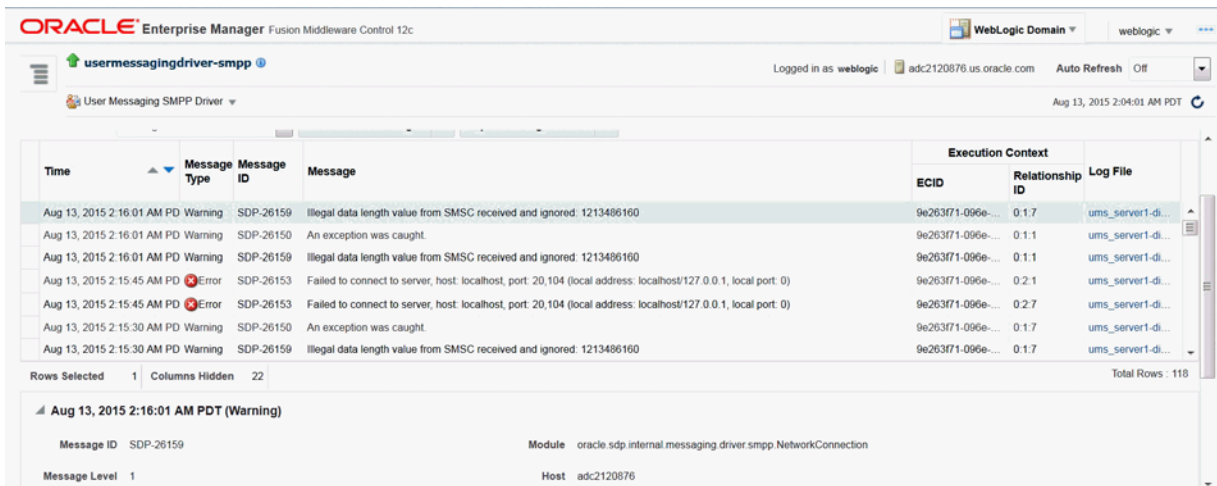 ORACLE Enterprise Manager Fusion Middleware Control 12c WebLogic Domain weblogic
usermessagingdriver-smpp Logged in as weblogic adc2120876.us.oracle.com Auto Refresh Off
User Messaging SMPP Driver Aug 13, 2015 2:04:01 AM PDT
Execution Context
Time Message Type Message ID Message ECID Relationship ID Log File
Aug 13, 2015 2:16:01 AM PD Warning SDP-26159 Illegal data length value from SMSC received and ignored: 1213486160 9e263f71-096e-... 0:1:7 ums_server1-di...
Aug 13, 2015 2:16:01 AM PD Warning SDP-26150 An exception was caught. 9e263f71-096e-... 0:1:1 ums_server1-di...
Aug 13, 2015 2:16:01 AM PD Warning SDP-26159 Illegal data length value from SMSC received and ignored: 1213486160 9e263f71-096e-... 0:1:1 ums_server1-di...
Aug 13, 2015 2:15:45 AM PD Error SDP-26153 Failed to connect to server, host: localhost, port: 20,104 (local address: localhost/127.0.0.1, local port: 0) 9e263f71-096e-... 0:2:1 ums_server1-di...
Aug 13, 2015 2:15:45 AM PD Error SDP-26153 Failed to connect to server, host: localhost, port: 20,104 (local address: localhost/127.0.0.1, local port: 0) 9e263f71-096e-... 0:2:7 ums_server1-di...
Aug 13, 2015 2:15:30 AM PD Warning SDP-26150 An exception was caught. 9e263f71-096e-... 0:1:7 ums_server1-di...
Aug 13, 2015 2:15:30 AM PD Warning SDP-26159 Illegal data length value from SMSC received and ignored: 1213486160 9e263f71-096e-... 0:1:7 ums_server1-di...
Rows Selected 1 Columns Hidden 22 Total Rows : 118
Aug 13, 2015 2:16:01 AM PDT (Warning)
Message ID SDP-26159 Module oracle.sdp.internal.messaging.driver.smpp.NetworkConnection
Message Level 1 Host adc2120876